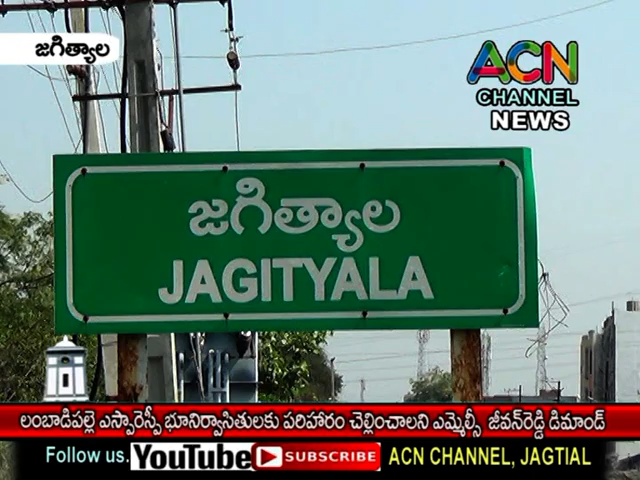 జగిత్యాల
ACN
CHANNEL
NEWS
జగిత్యాల
JAGITYALA
లంబాడిపల్లె ఎస్సారెస్పీ భూనిర్వాసితులకు పరిహారం చెల్లించాలని ఎమ్మెల్సీ జీవన్‌రెడ్డి డిమాండ్
Follow us. YouTube SUBSCRIBE ACN CHANNEL, JAGTIAL